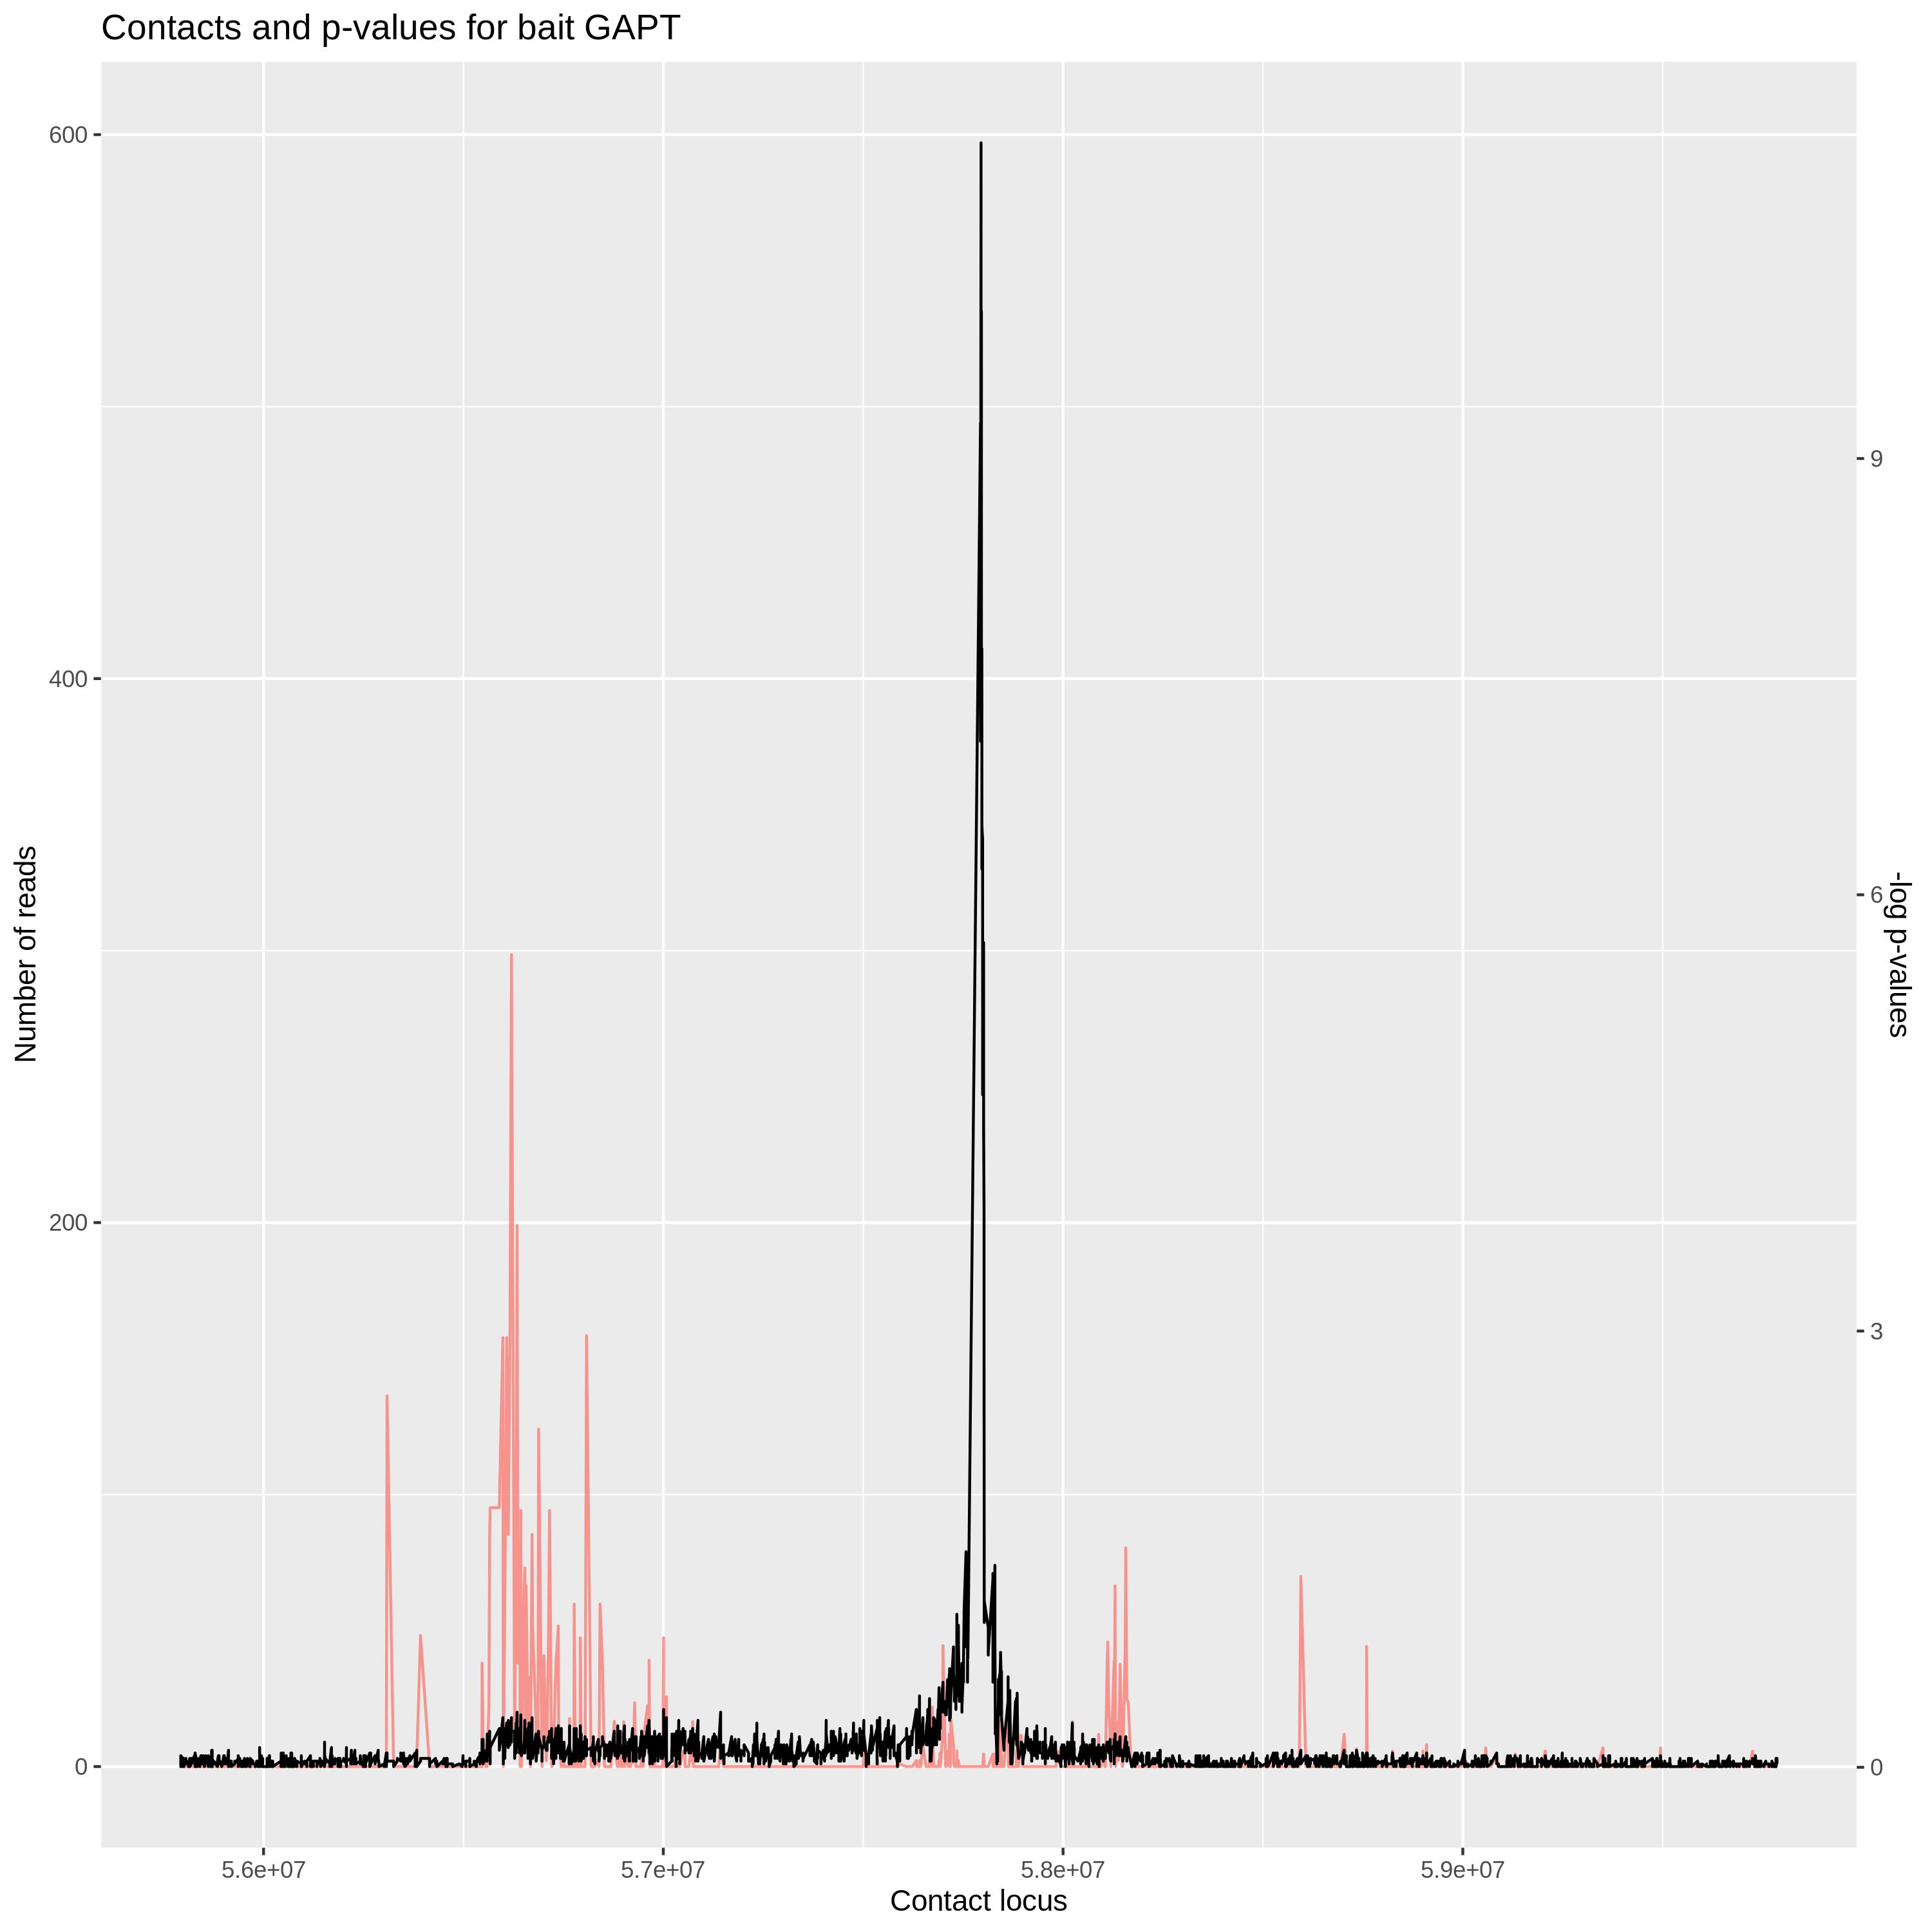 Contacts and p-values for bait GAPT
600
400
200
0
9
6
3
0
Number of reads
-log p-values
5.6e+07 5.7e+07 5.8e+07 5.9e+07
Contact locus